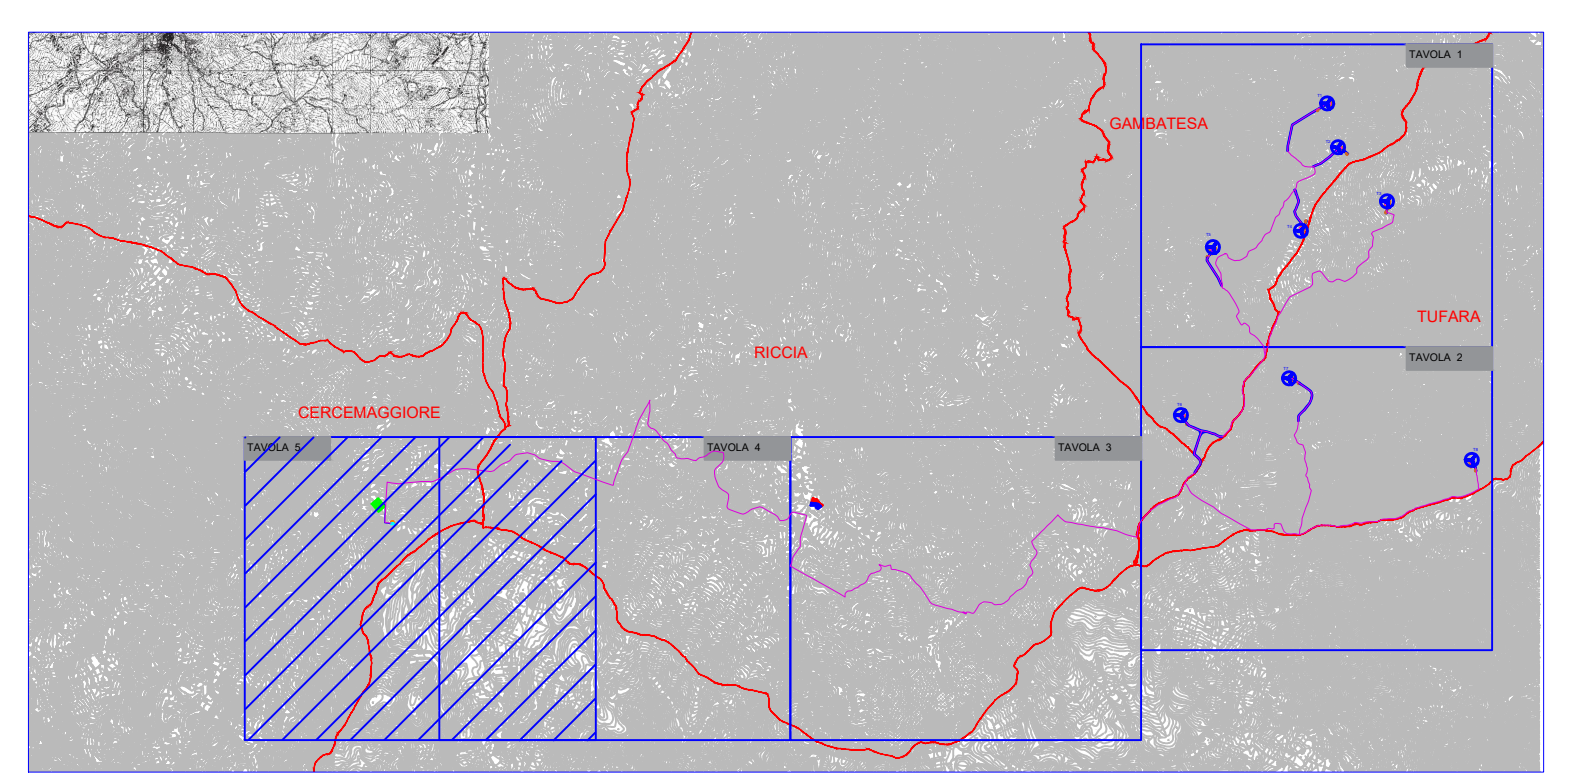 TAVOLA 1
GAMBATESA
TUFARA
TAVOLA 2
RICCIA
CERCEMAGGIORE
TAVOLA 5
TAVOLA 4
TAVOLA 3